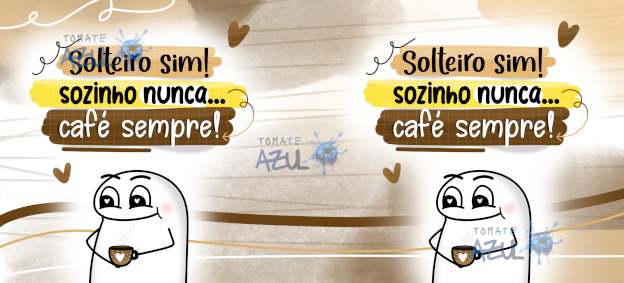 TOMATE
AZUL
Solteiro sim!
sozinho nunca...
café sempre!
Solteiro sim!
sozinho nunca...
café sempre!
TOMATE
AZUL
TOMATE
AZUL